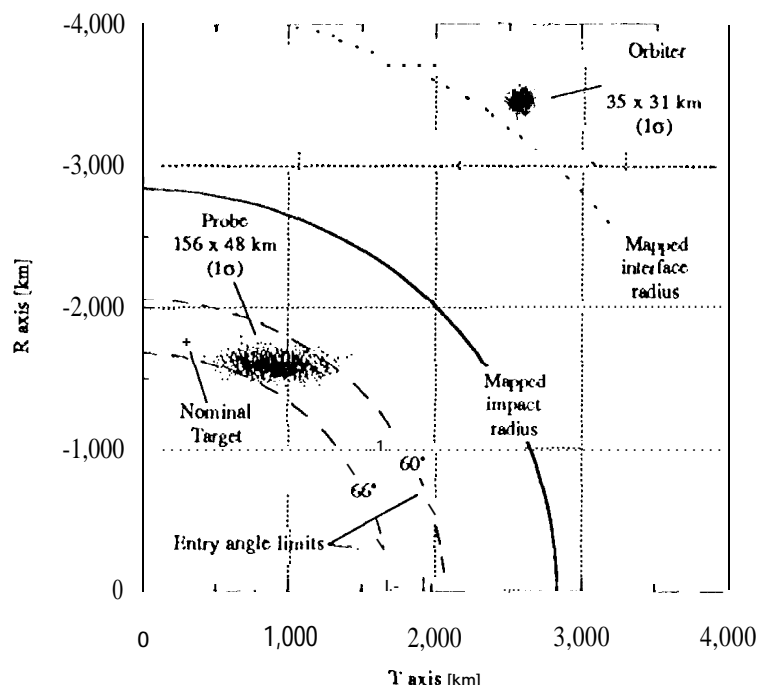 -4,000
Orbiter
35 x 31 km
(1σ)
-3,000
Probe
156 x 48 km
(1σ)
Mapped
interface
radius
R axis [km]
-2,000
+
Nominal
Target
Mapped
impact
radius
-1,000
60°
66°
Entry angle limits
0
0
1,000
2,000
3,000
4,000
T axis [km]